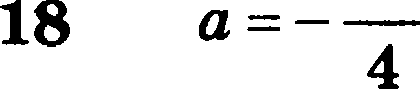 18 a = - — 4